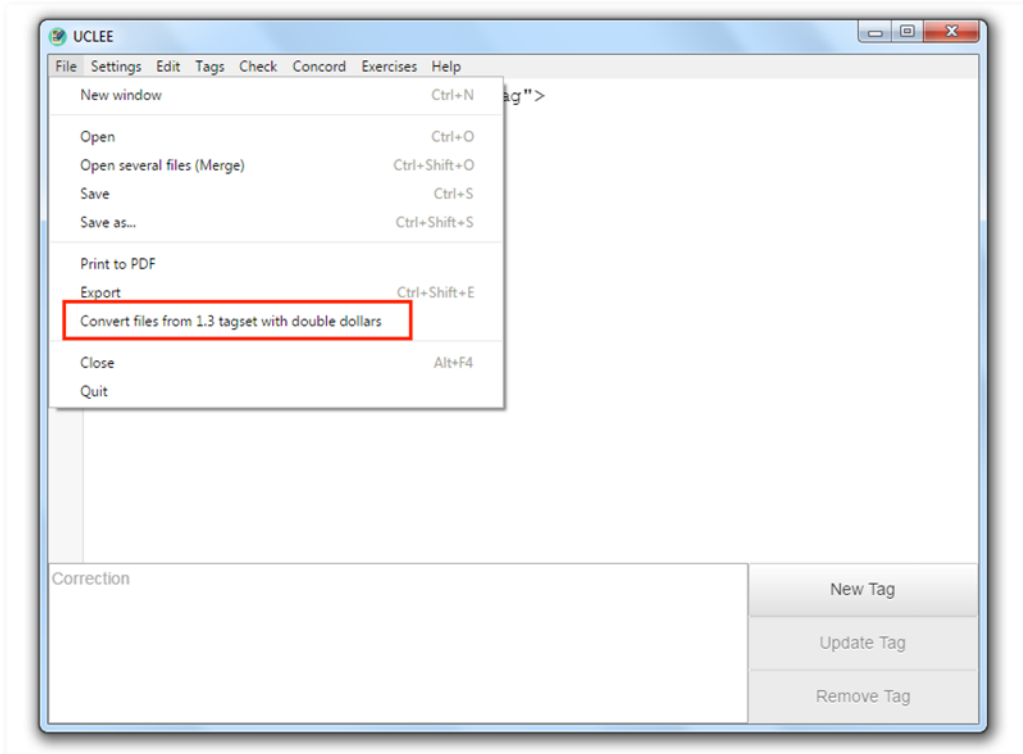 UCLEE
File Settings Edit Tags Check Concord Exercises Help
New window Ctrl+N
ag">
Open Ctrl+O
Open several files (Merge) Ctrl+Shift+O
Save Ctrl+S
Save as... Ctrl+Shift+S
Print to PDF
Export Ctrl+Shift+E
Convert files from 1.3 tagset with double dollars
Close Alt+F4
Quit
Correction
New Tag
Update Tag
Remove Tag